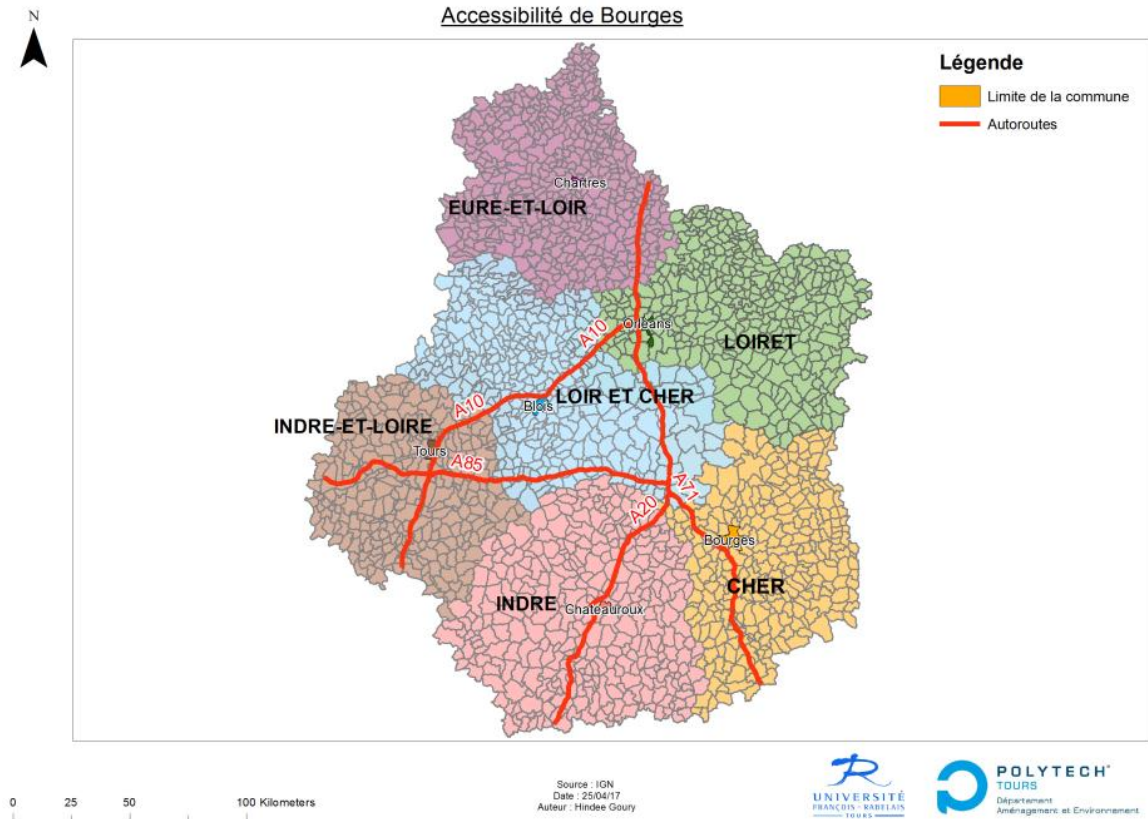 Accessibilité de Bourges
N
Légende
Limite de la commune
Autoroutes
Chartres
EURE-ET-LOIR
Orléans
A10
LOIRET
LOIR ET CHER
Blois
A10
INDRE-ET-LOIRE
Tours
A85
A71
A20
Bourges
CHER
INDRE
Chateauroux
0 25 50 100 Kilometers
Source : IGN
Date : 25/04/17
Auteur : Hindee Goury
UNIVERSITÉ
FRANÇOIS - RABELAIS
TOURS
POLYTECH°
TOURS
Département
Aménagement et Environnement